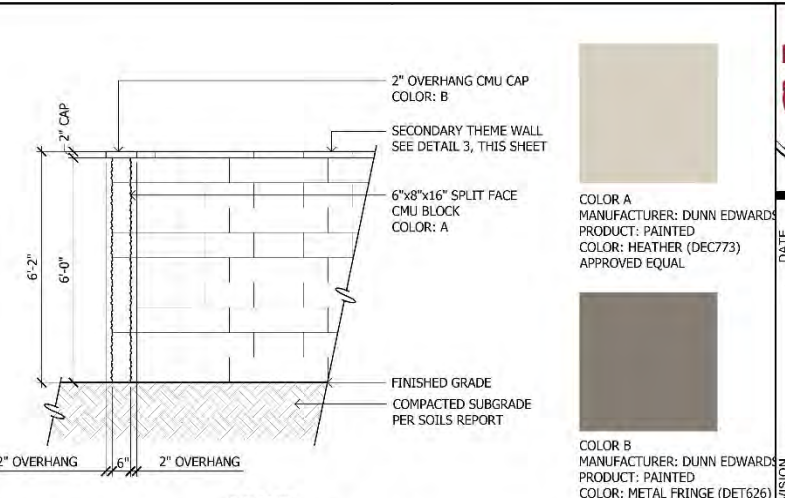 2" OVERHANG CMU CAP
COLOR: B
SECONDARY THEME WALL
SEE DETAIL 3, THIS SHEET
6"x8"x16" SPLIT FACE
CMU BLOCK
COLOR: A
FINISHED GRADE
COMPACTED SUBGRADE
PER SOILS REPORT
2" CAP
6'-2"
6'-0"
2" OVERHANG
6"
2" OVERHANG
COLOR A
MANUFACTURER: DUNN EDWARDS
PRODUCT: PAINTED
COLOR: HEATHER (DEC773)
APPROVED EQUAL
COLOR B
MANUFACTURER: DUNN EDWARDS
PRODUCT: PAINTED
COLOR: METAL FRINGE (DET626)
DATE